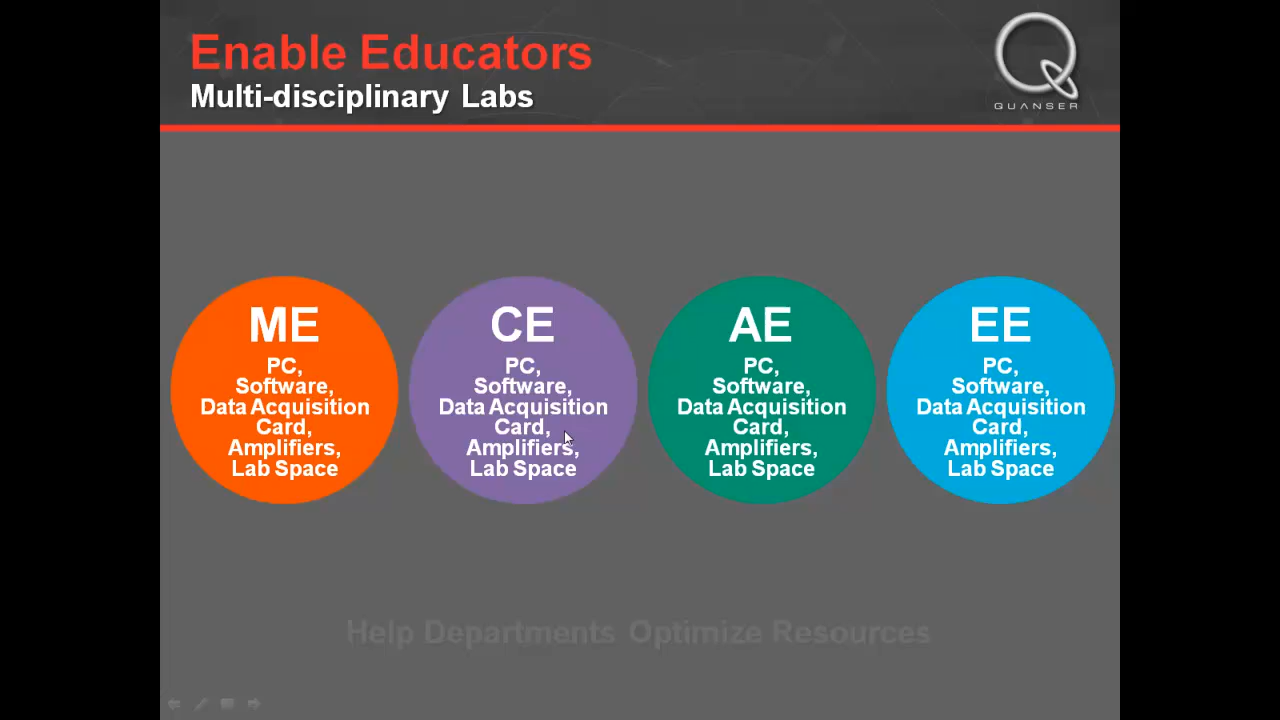 Enable Educators
Multi-disciplinary Labs
QUANSER
ME
PC,
Software,
Data Acquisition
Card,
Amplifiers,
Lab Space
CE
PC,
Software,
Data Acquisition
Card,
Amplifiers,
Lab Space
AE
PC,
Software,
Data Acquisition
Card,
Amplifiers,
Lab Space
EE
PC,
Software,
Data Acquisition
Card,
Amplifiers,
Lab Space
Help Departments Optimize Resources